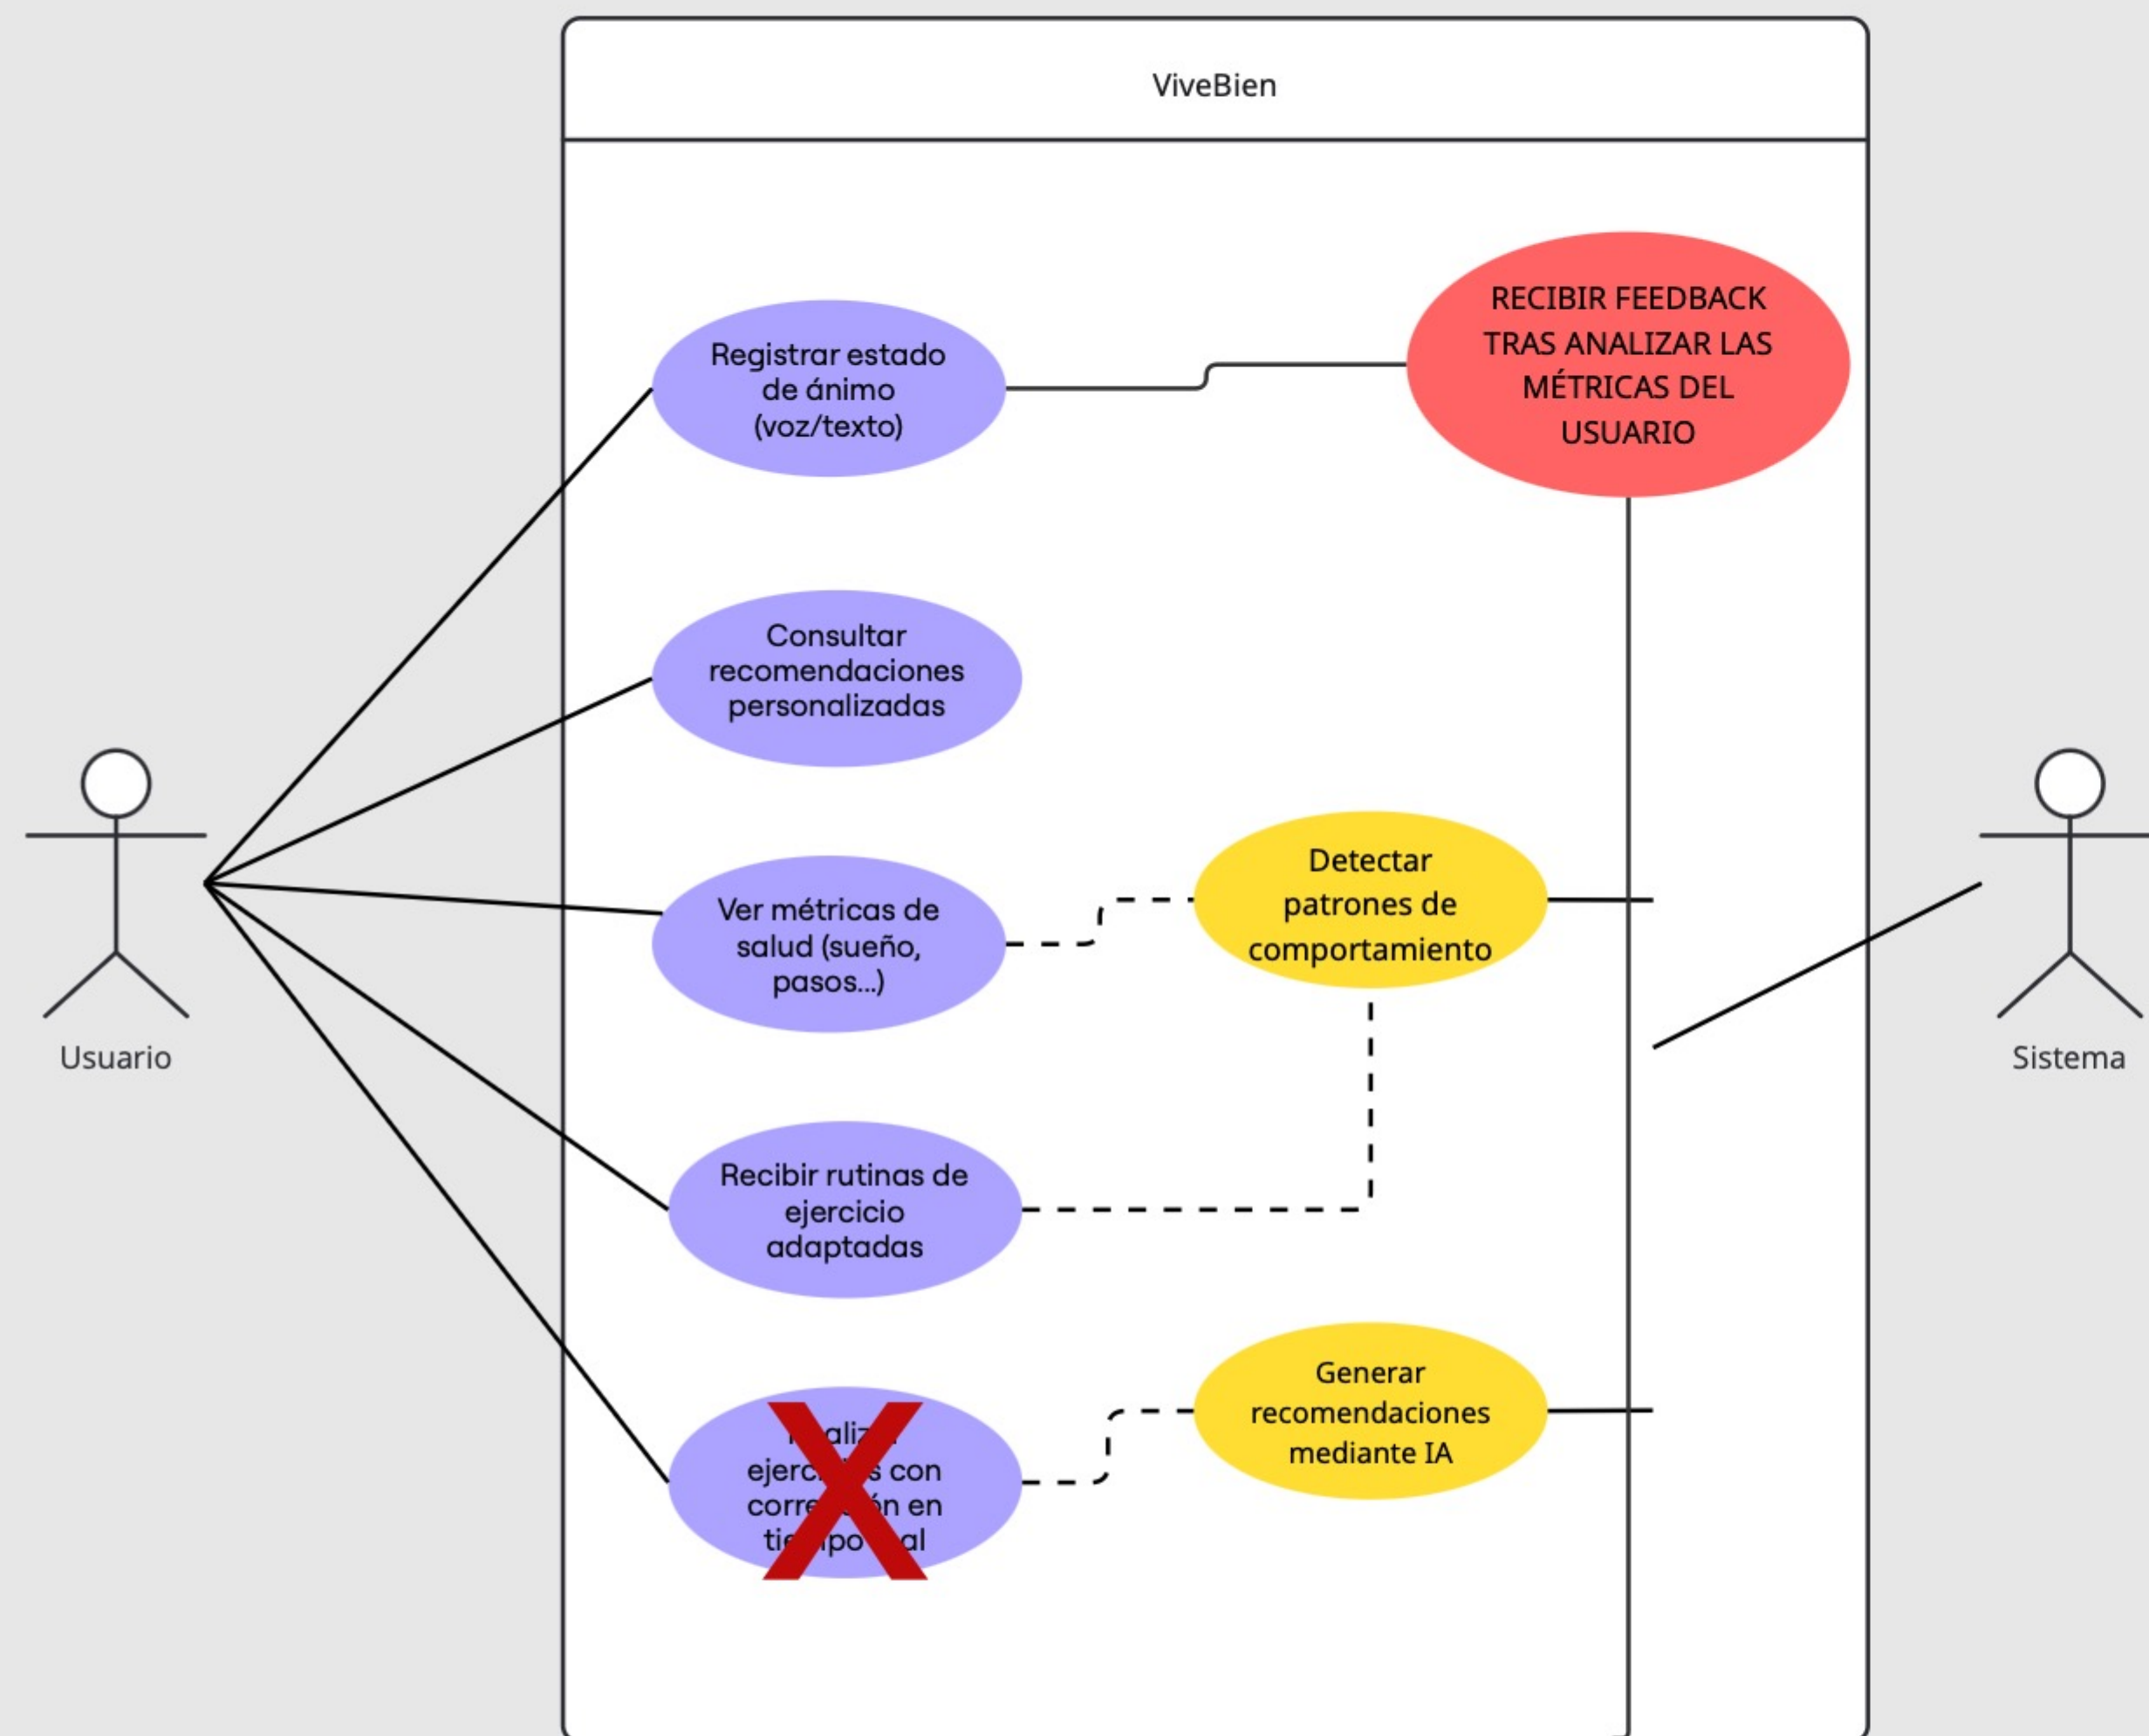 ViveBien
RECIBIR FEEDBACK
TRAS ANALIZAR LAS
MÉTRICAS DEL
USUARIO
Registrar estado
de ánimo
(voz/texto)
Consultar
recomendaciones
personalizadas
Detectar
patrones de
comportamiento
Ver métricas de
salud (sueño,
pasos...)
Usuario
Sistema
Recibir rutinas de
ejercicio
adaptadas
Generar
recomendaciones
mediante IA
con
en